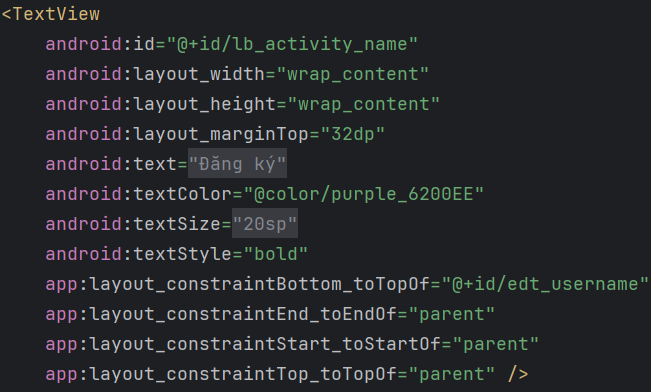 <TextView
android:id="@+id/lb_activity_name"
android:layout_width="wrap_content"
android:layout_height="wrap_content"
android:layout_marginTop="32dp"
android:text="Đăng ký"
android:textColor="@color/purple_6200EE"
android:textSize="20sp"
android:textStyle="bold"
app:layout_constraintBottom_toTopOf="@+id/edt_username"
app:layout_constraintEnd_toEndOf="parent"
app:layout_constraintStart_toStartOf="parent"
app:layout_constraintTop_toTopOf="parent" />